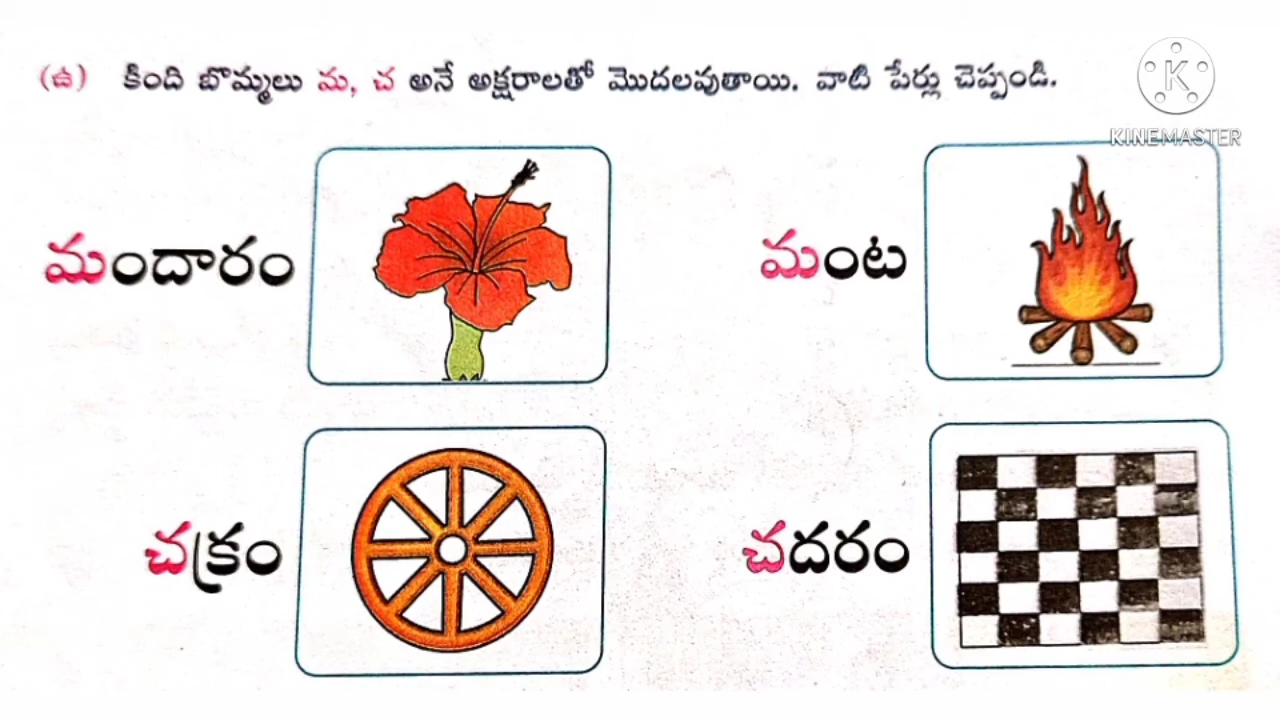 (ఉ) కింది బొమ్మలు మ, చ అనే అక్షరాలతో మొదలవుతాయి. వాటి పేర్లు చెప్పండి.
K
KINEMASTER
మందారం
మంట
చక్రం
చదరం